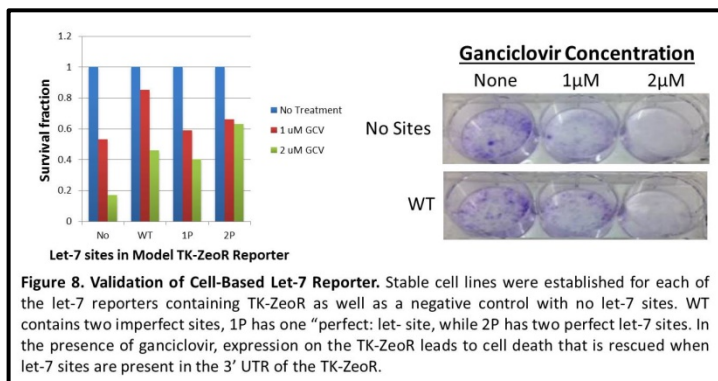 1.2
1
0.8
0.6
0.4
0.2
0
Survival fraction
No WT 1P 2P
Let-7 sites in Model TK-ZeoR Reporter
No Treatment
1 uM GCV
2 uM GCV
Ganciclovir Concentration
None 1μM 2μM
No Sites
WT
Figure 8. Validation of Cell-Based Let-7 Reporter. Stable cell lines were established for each of
the let-7 reporters containing TK-ZeoR as well as a negative control with no let-7 sites. WT
contains two imperfect sites, 1P has one “perfect: let- site, while 2P has two perfect let-7 sites. In
the presence of ganciclovir, expression on the TK-ZeoR leads to cell death that is rescued when
let-7 sites are present in the 3’ UTR of the TK-ZeoR.